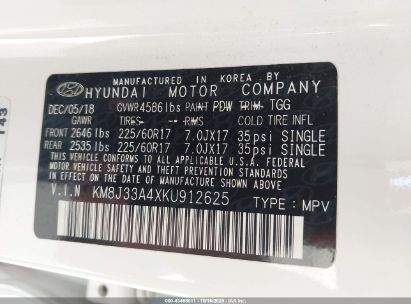 MANUFACTURED IN KOREA BY
HYUNDAI MOTOR COMPANY
DEC/05/18 GVWR4586lbs PAINT PDW TRIM TGG
GAWR TIRES RIMS COLD TIRE INFL
FRONT 2646 lbs 225/60R17 7.0JX17 35psi SINGLE
REAR 2535 lbs 225/60R17 7.0JX17 35psi SINGLE
THIS VEHICLE CONFORMS TO ALL APPLICABLE U.S.A. FEDERAL
MOTOR VEHICLE SAFETY, BUMPER, AND THEFT PREVENTION
STANDARDS IN EFFECT ON THE DATE OF MANUFACTURE SHOWN ABOVE.
V.I.N KM8J33A4XKU912625 TYPE : MPV
143